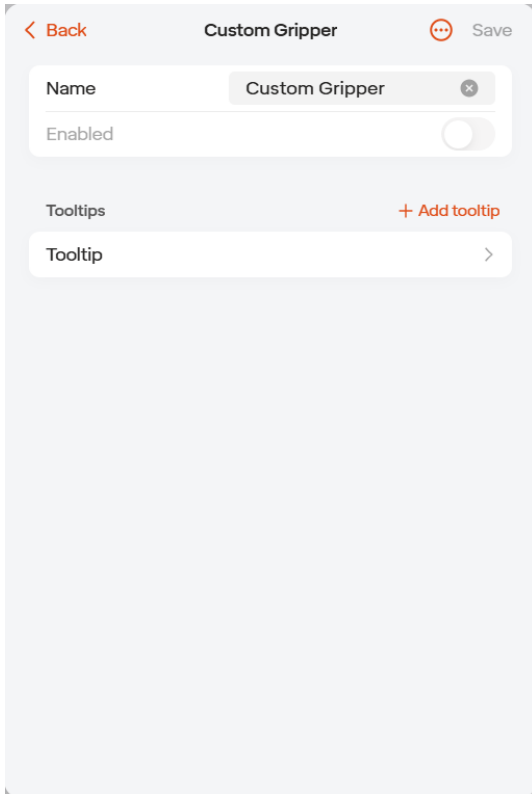 Back Custom Gripper Save
Name Custom Gripper
Enabled
Tooltips + Add tooltip
Tooltip